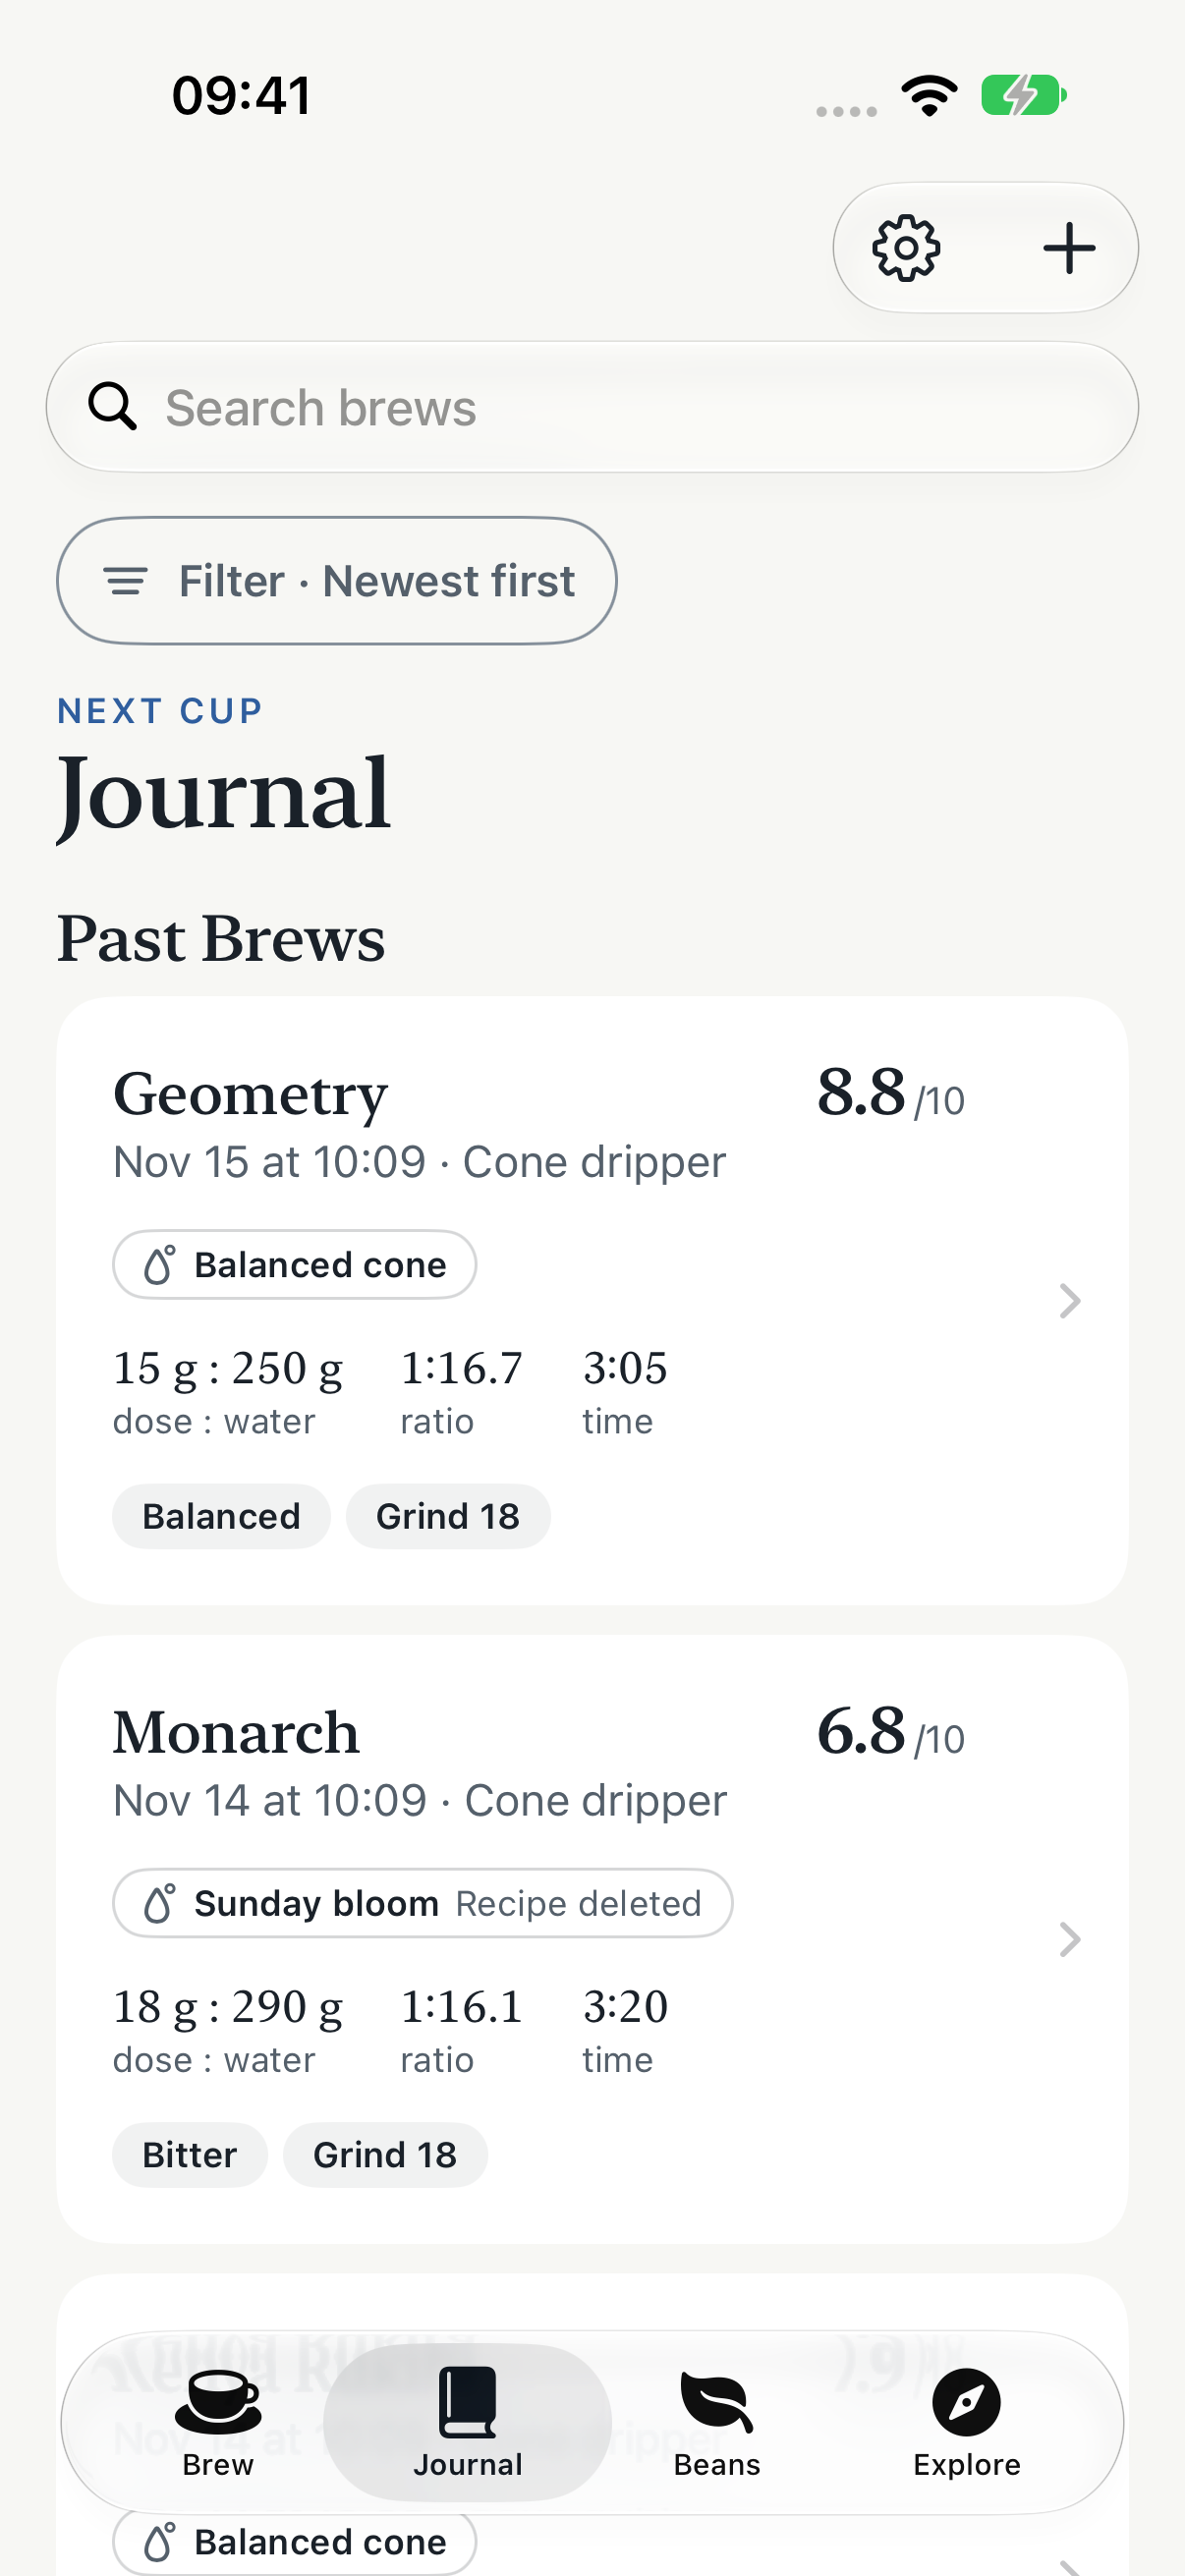 09:41
Search brews
Filter · Newest first
NEXT CUP
Journal
Past Brews
Geometry
8.8 /10
Nov 15 at 10:09 · Cone dripper
Balanced cone
15 g : 250 g 1:16.7 3:05
dose : water ratio time
Balanced Grind 18
Monarch
6.8 /10
Nov 14 at 10:09 · Cone dripper
Sunday bloom Recipe deleted
18 g : 290 g 1:16.1 3:20
dose : water ratio time
Bitter Grind 18
Nov 14 at
Brew Journal Beans Explore
Balanced cone